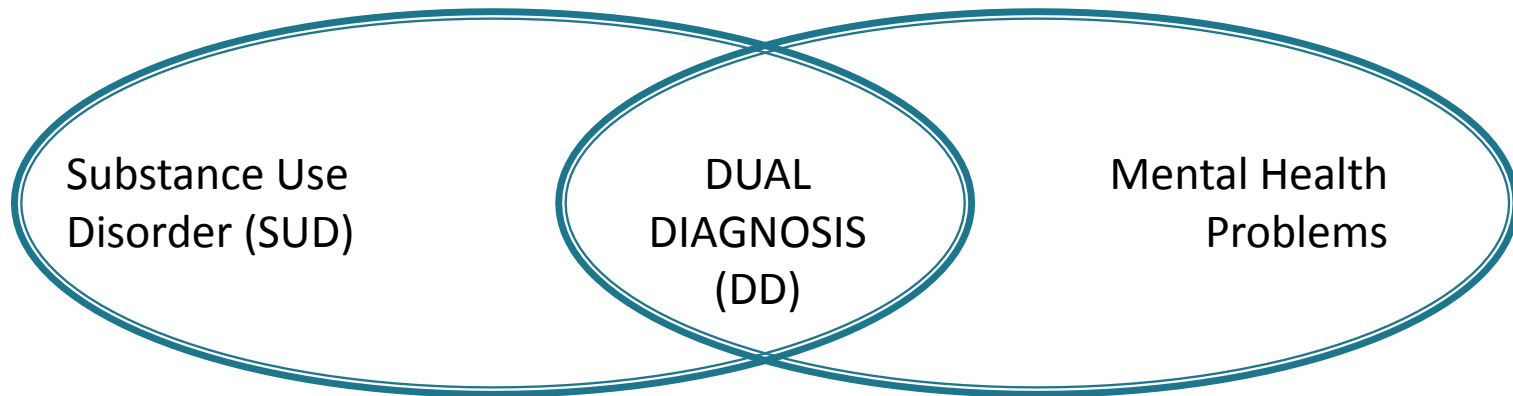 Substance Use
Disorder (SUD)
DUAL
DIAGNOSIS
(DD)
Mental Health
Problems